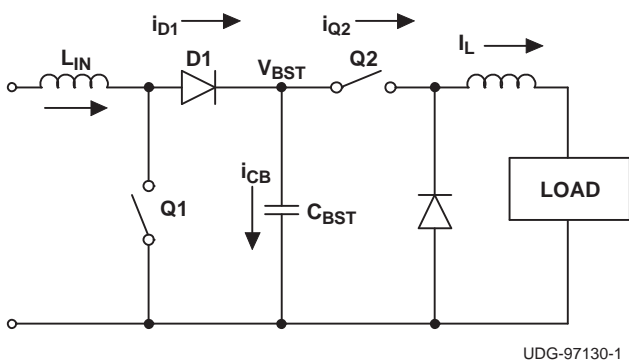 iD1
iQ2
LIN
D1
VBST
Q2
IL
iCB
Q1
CBST
LOAD
UDG-97130-1